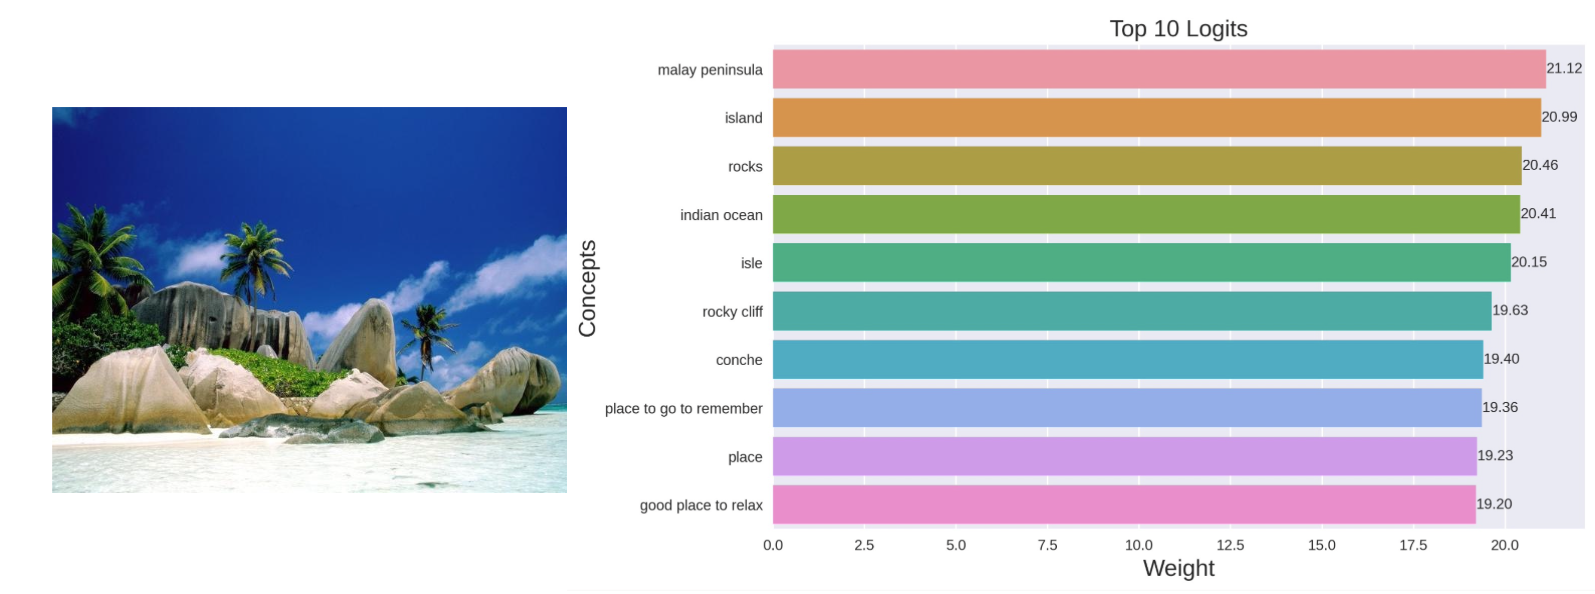 Top 10 Logits
Concepts
malay peninsula 21.12
island 20.99
rocks 20.46
indian ocean 20.41
isle 20.15
rocky cliff 19.63
conche 19.40
place to go to remember 19.36
place 19.23
good place to relax 19.20
0.0 2.5 5.0 7.5 10.0 12.5 15.0 17.5 20.0
Weight